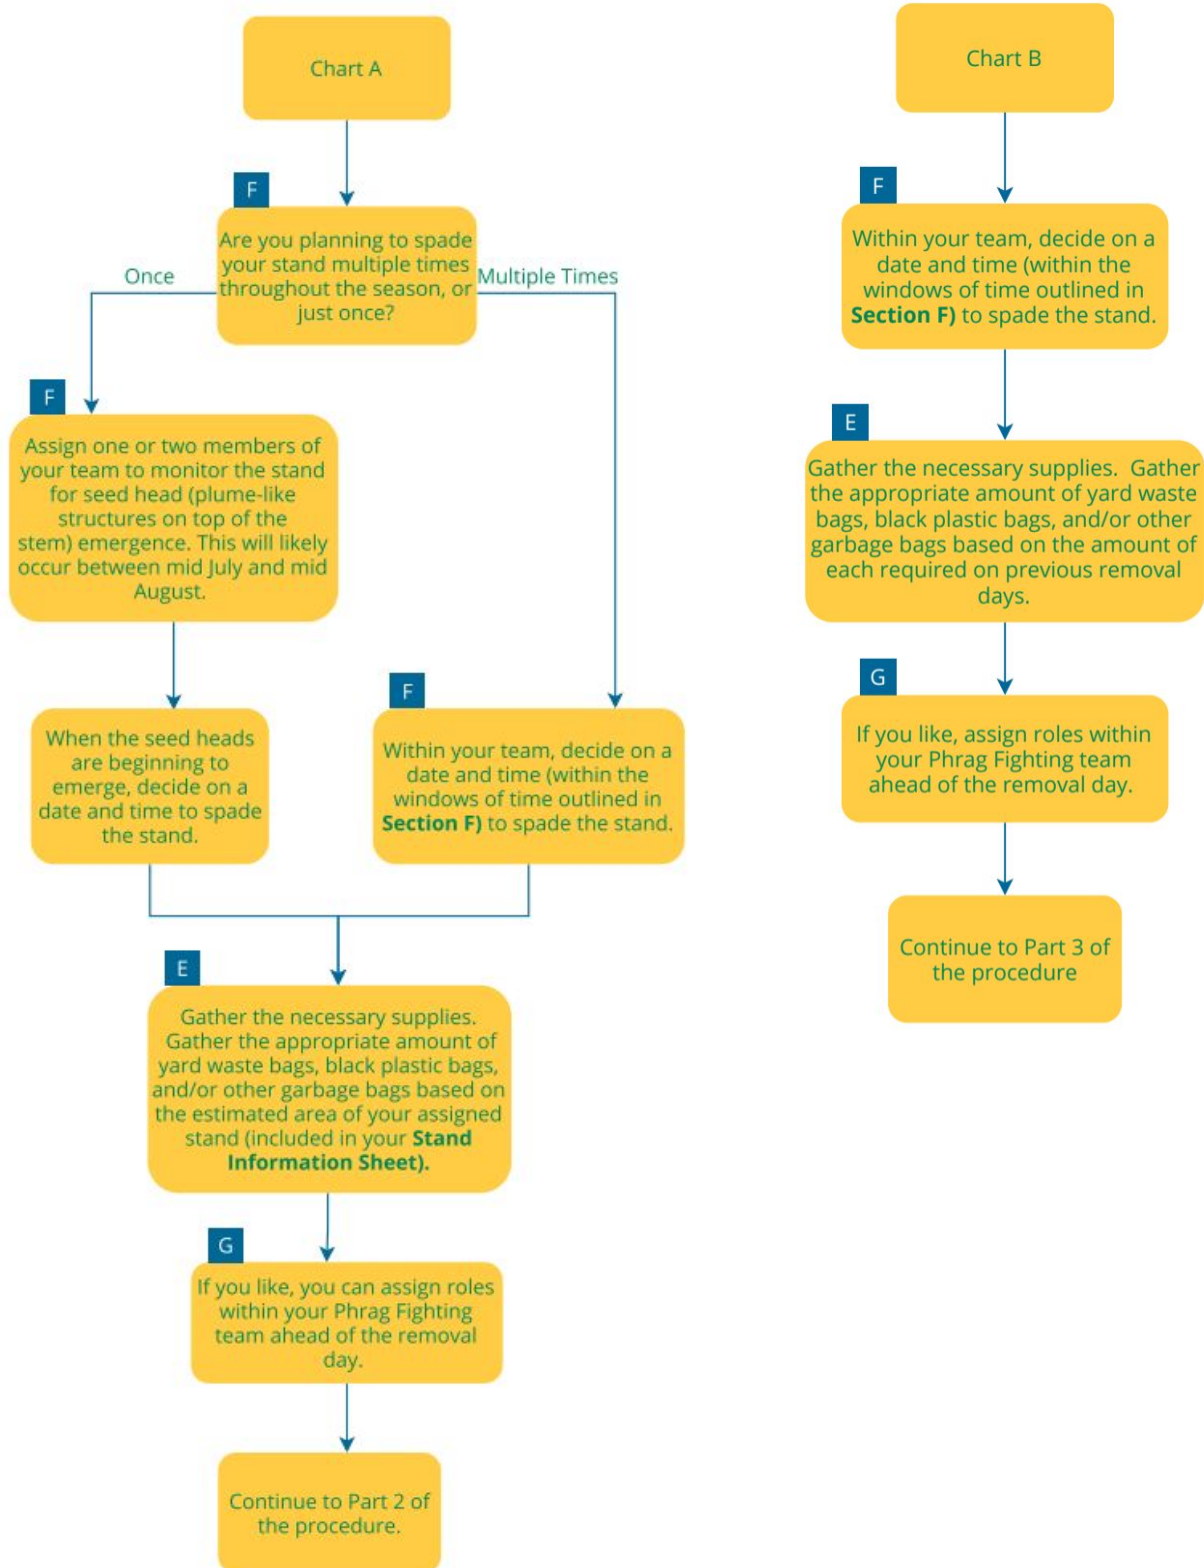 Chart A
F
Are you planning to spade
your stand multiple times
throughout the season, or
just once?
Once
Multiple Times
F
Assign one or two members of
your team to monitor the stand
for seed head (plume-like
structures on top of the
stem) emergence. This will likely
occur between mid July and mid
August.
When the seed heads
are beginning to
emerge, decide on a
date and time to spade
the stand.
F
Within your team, decide on a
date and time (within the
windows of time outlined in
Section F) to spade the stand.
E
Gather the necessary supplies.
Gather the appropriate amount of
yard waste bags, black plastic bags,
and/or other garbage bags based on
the estimated area of your assigned
stand (included in your Stand
Information Sheet).
G
If you like, you can assign roles
within your Phrag Fighting
team ahead of the removal
day.
Continue to Part 2 of
the procedure.
Chart B
F
Within your team, decide on a
date and time (within the
windows of time outlined in
Section F) to spade the stand.
E
Gather the necessary supplies. Gather
the appropriate amount of yard waste
bags, black plastic bags, and/or other
garbage bags based on the amount of
each required on previous removal
days.
G
If you like, assign roles within
your Phrag Fighting team
ahead of the removal day.
Continue to Part 3 of
the procedure